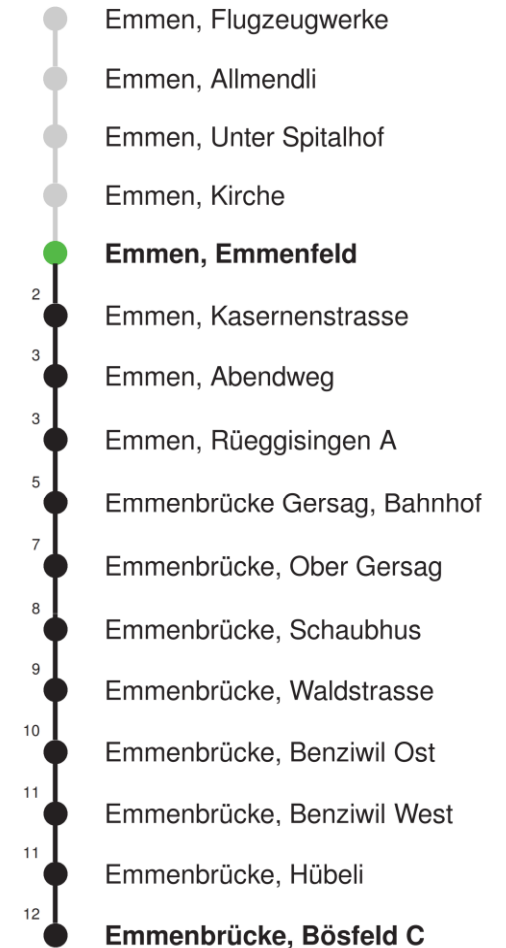 Emmen, Flugzeugwerke
Emmen, Allmendli
Emmen, Unter Spitalhof
Emmen, Kirche
Emmen, Emmenfeld
2 Emmen, Kasernenstrasse
3 Emmen, Abendweg
3 Emmen, Rüeggisingen A
5 Emmenbrücke Gersag, Bahnhof
7 Emmenbrücke, Ober Gersag
8 Emmenbrücke, Schaubhus
9 Emmenbrücke, Waldstrasse
10 Emmenbrücke, Benziwil Ost
11 Emmenbrücke, Benziwil West
11 Emmenbrücke, Hübeli
12 Emmenbrücke, Bösfeld C